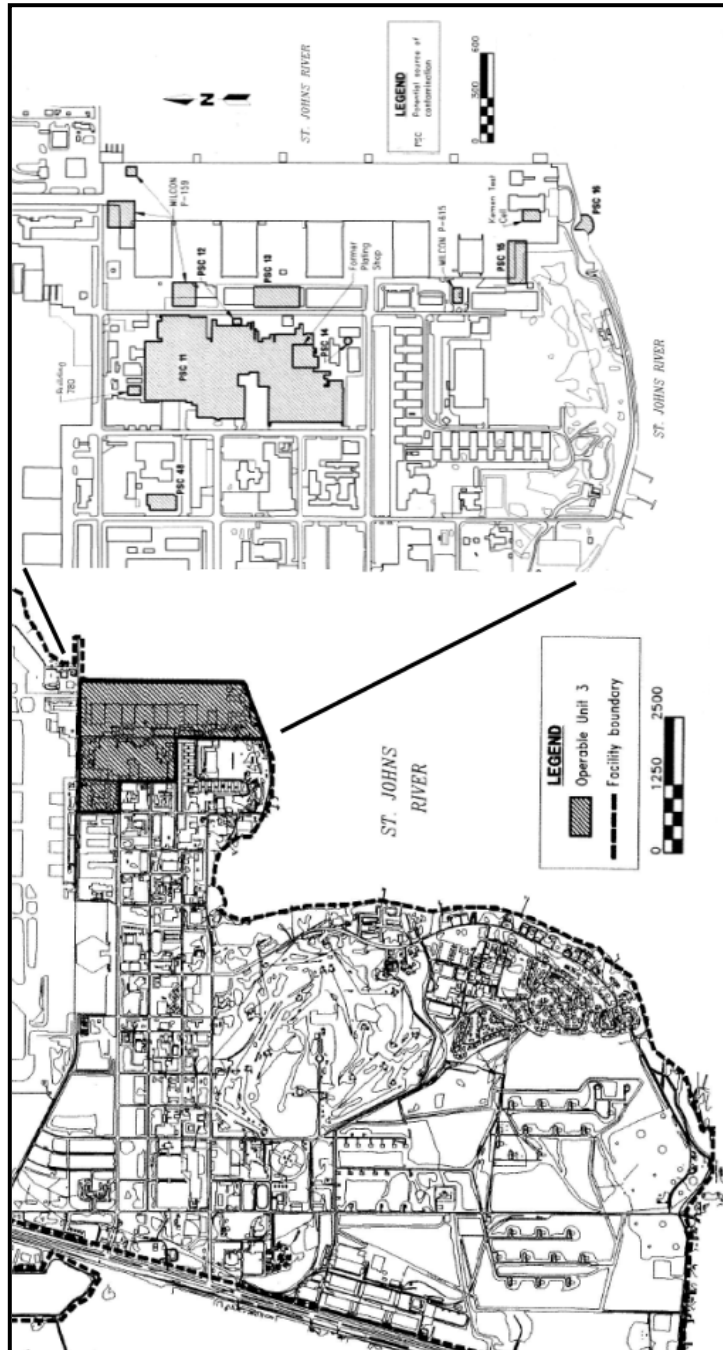 ST. JOHNS RIVER
N
LEGEND
PSC Potential source of
contamination
0 300 600
MILCON
P-159
PSC 12
PSC 13
Former
Plating
Shop
MILCON P-615
Kemen Test
Cell
PSC 16
PSC 15
PSC 14
PSC 11
Building
780
PSC 48
ST. JOHNS RIVER
ST. JOHNS
RIVER
LEGEND
Operable Unit 3
Facility boundary
0 1250 2500